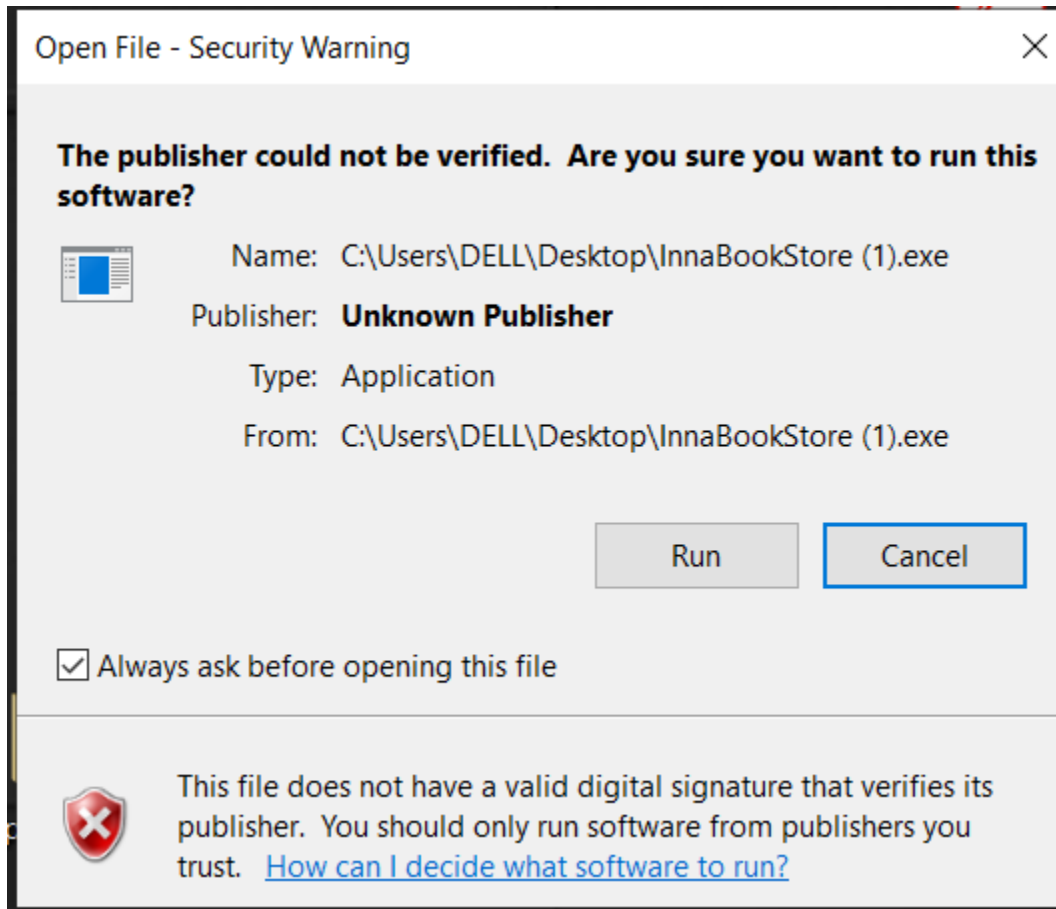 Open File - Security Warning
The publisher could not be verified.  Are you sure you want to run this
software?
Name: C:\Users\DELL\Desktop\InnaBookStore (1).exe
Publisher: Unknown Publisher
Type: Application
From: C:\Users\DELL\Desktop\InnaBookStore (1).exe
Run Cancel
Always ask before opening this file
This file does not have a valid digital signature that verifies its
publisher.  You should only run software from publishers you
trust.  How can I decide what software to run?